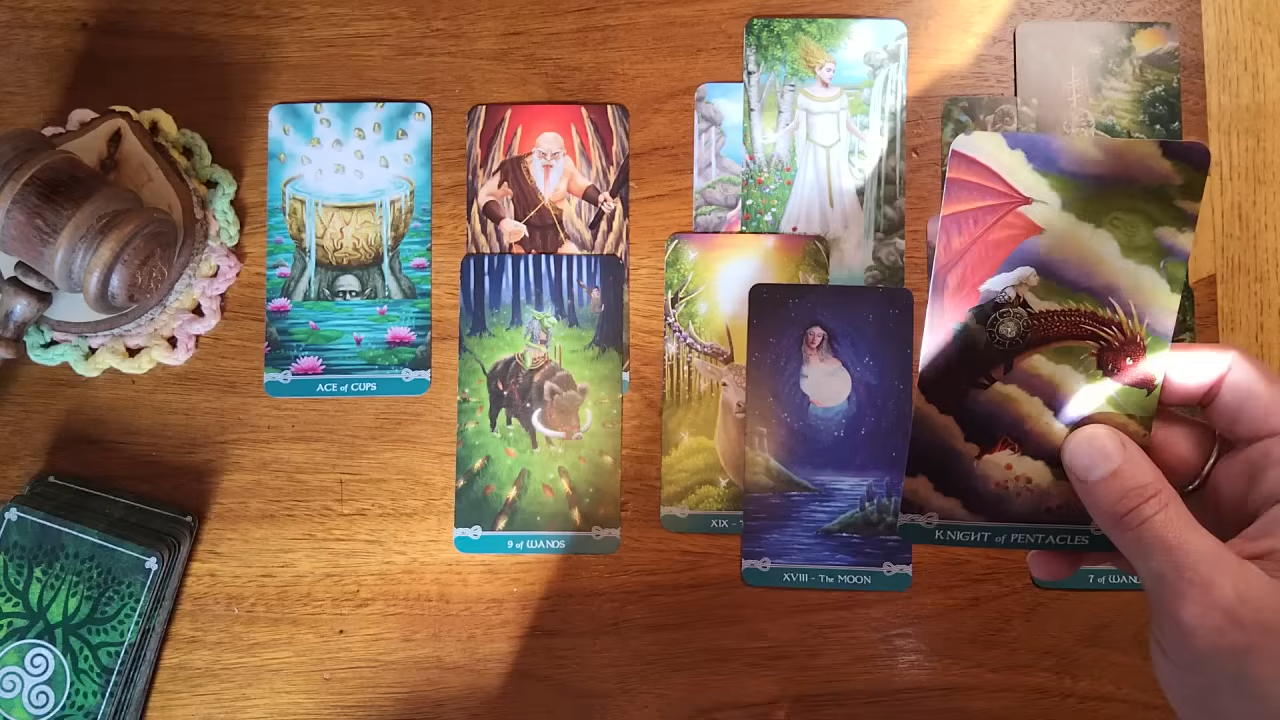 ACE of CUPS
9 of WANDS
XIX - T
XVIII - The MOON
KNIGHT of PENTACLES
7 of WAN